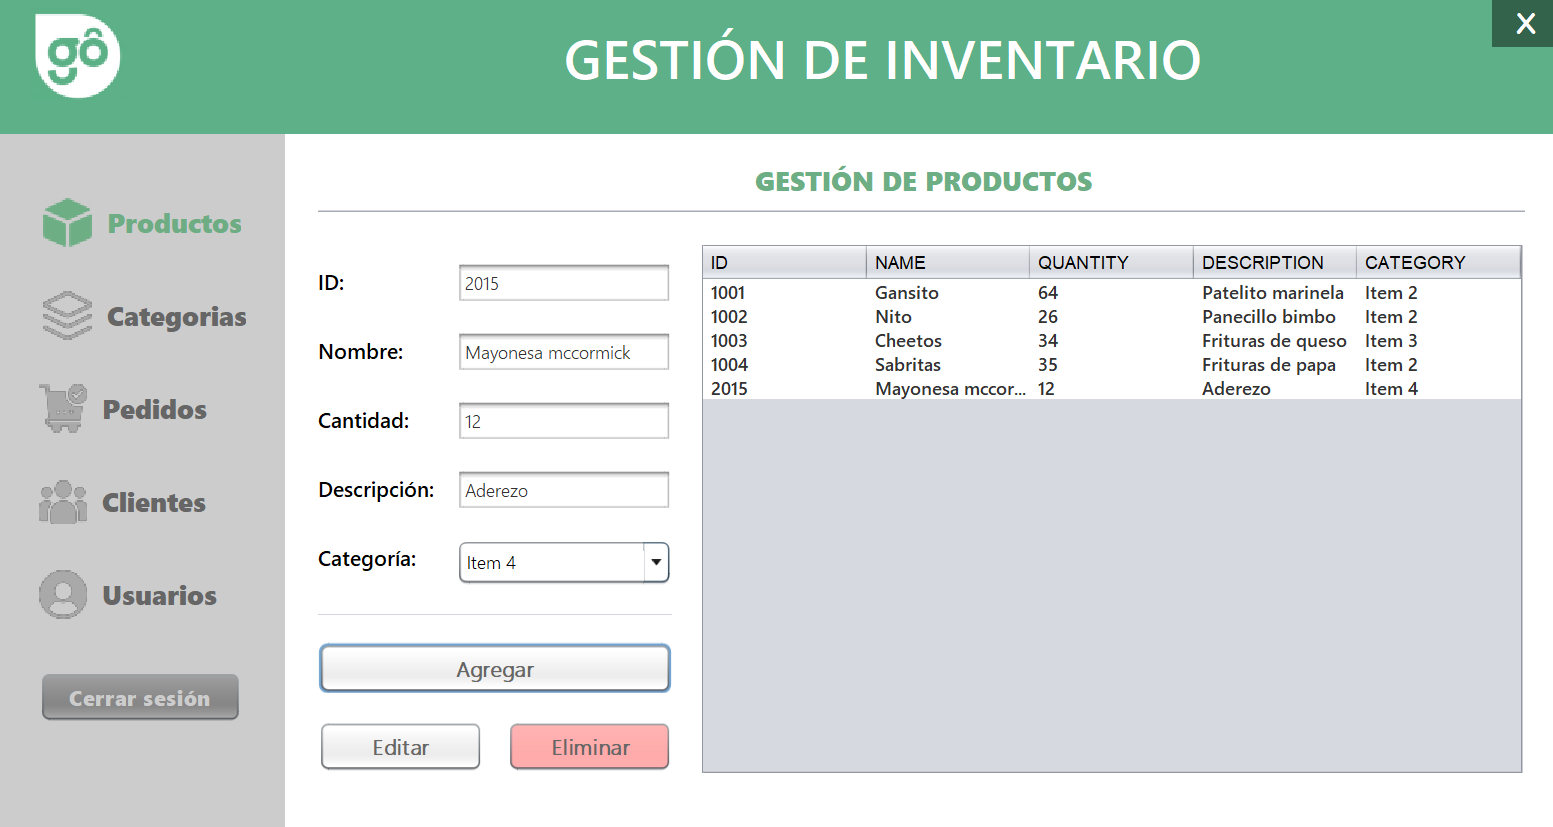 gô
GESTIÓN DE INVENTARIO
X
Productos
Categorias
Pedidos
Clientes
Usuarios
Cerrar sesión
GESTIÓN DE PRODUCTOS
ID: 2015
Nombre: Mayonesa mccormick
Cantidad: 12
Descripción: Aderezo
Categoría: Item 4
Agregar
Editar Eliminar
ID NAME QUANTITY DESCRIPTION CATEGORY
1001 Gansito 64 Patelito marinela Item 2
1002 Nito 26 Panecillo bimbo Item 2
1003 Cheetos 34 Frituras de queso Item 3
1004 Sabritas 35 Frituras de papa Item 2
2015 Mayonesa mccor... 12 Aderezo Item 4